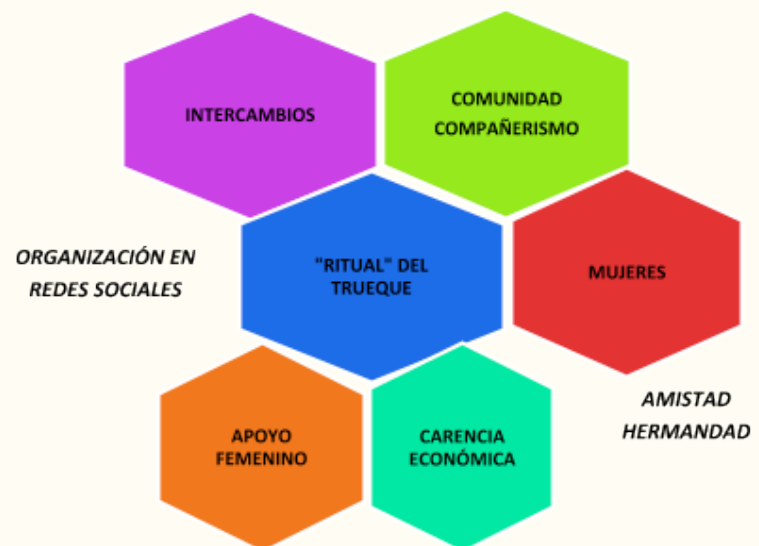 INTERCAMBIOS
COMUNIDAD
COMPAÑERISMO
ORGANIZACIÓN EN
REDES SOCIALES
"RITUAL" DEL
TRUEQUE
MUJERES
APOYO
FEMENINO
CARENCIA
ECONÓMICA
AMISTAD
HERMANDAD